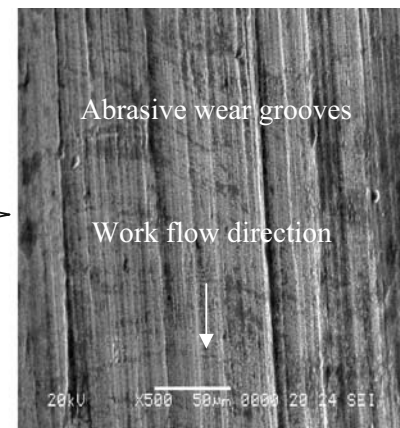 Abrasive wear grooves
Work flow direction
20kV X500 50μm 0000 20 24 SEI